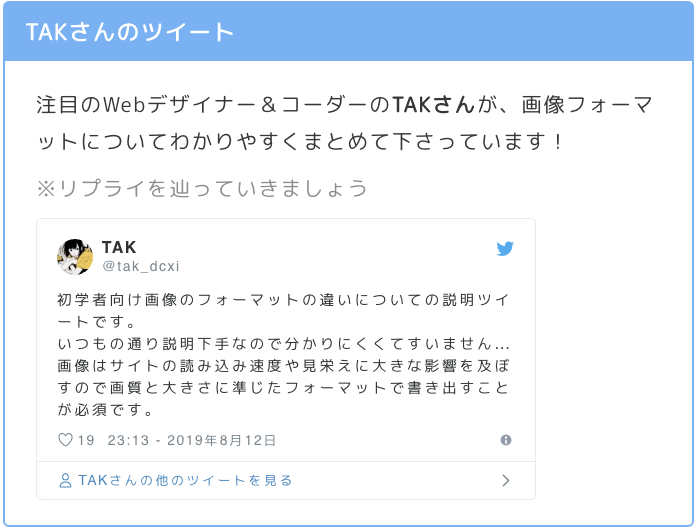 TAKさんのツイート
注目のWebデザイナー＆コーダーのTAKさんが、画像フォーマ
ットについてわかりやすくまとめて下さっています！
※リプライを辿っていきましょう
TAK
@tak_dcxi
初学者向け画像のフォーマットの違いについての説明ツイ
ートです。
いつもの通り説明下手なので分かりにくくてすいません...
画像はサイトの読み込み速度や見栄えに大きな影響を及ぼ
すので画質と大きさに準じたフォーマットで書き出すこと
が必須です。
19 23:13 - 2019年8月12日
TAKさんの他のツイートを見る